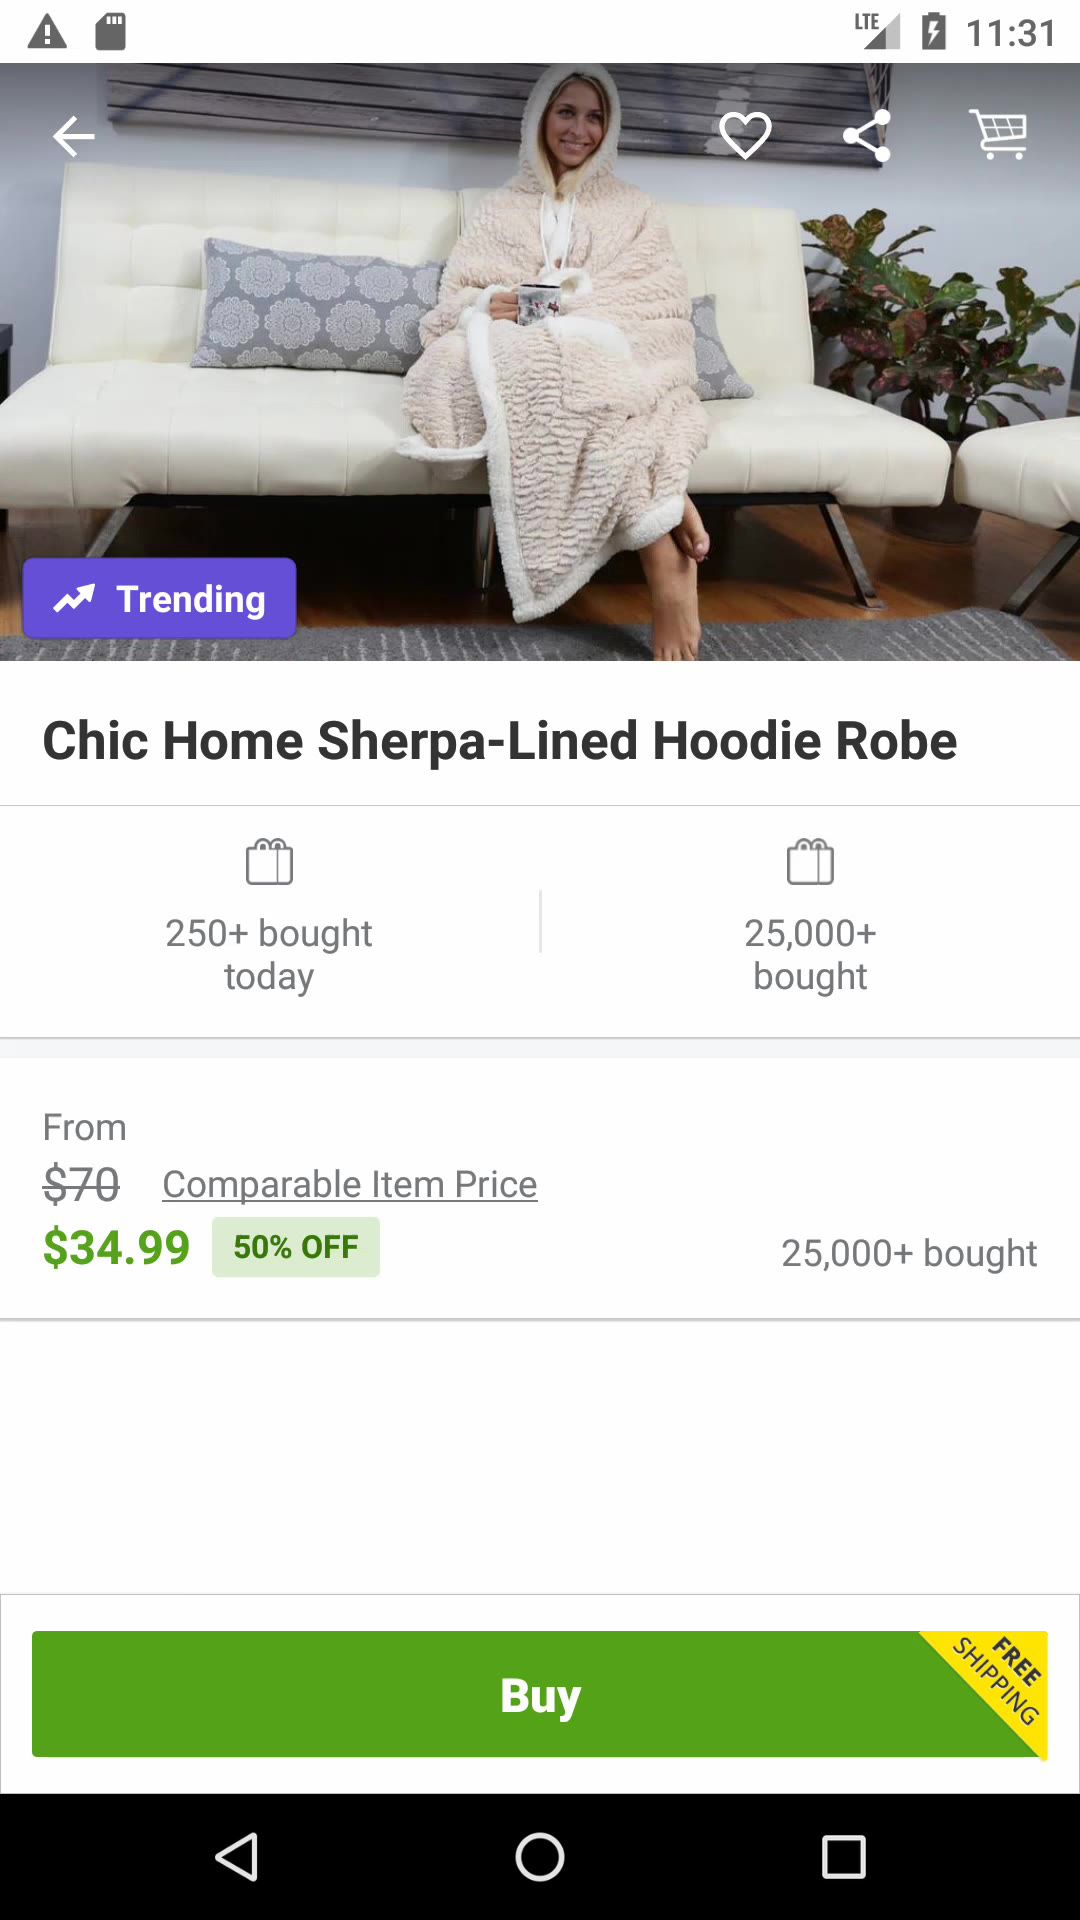 LTE 11:31
Trending
Chic Home Sherpa-Lined Hoodie Robe
250+ bought
today
25,000+
bought
From
$70 Comparable Item Price
$34.99 50% OFF
25,000+ bought
Buy
FREE
SHIPPING